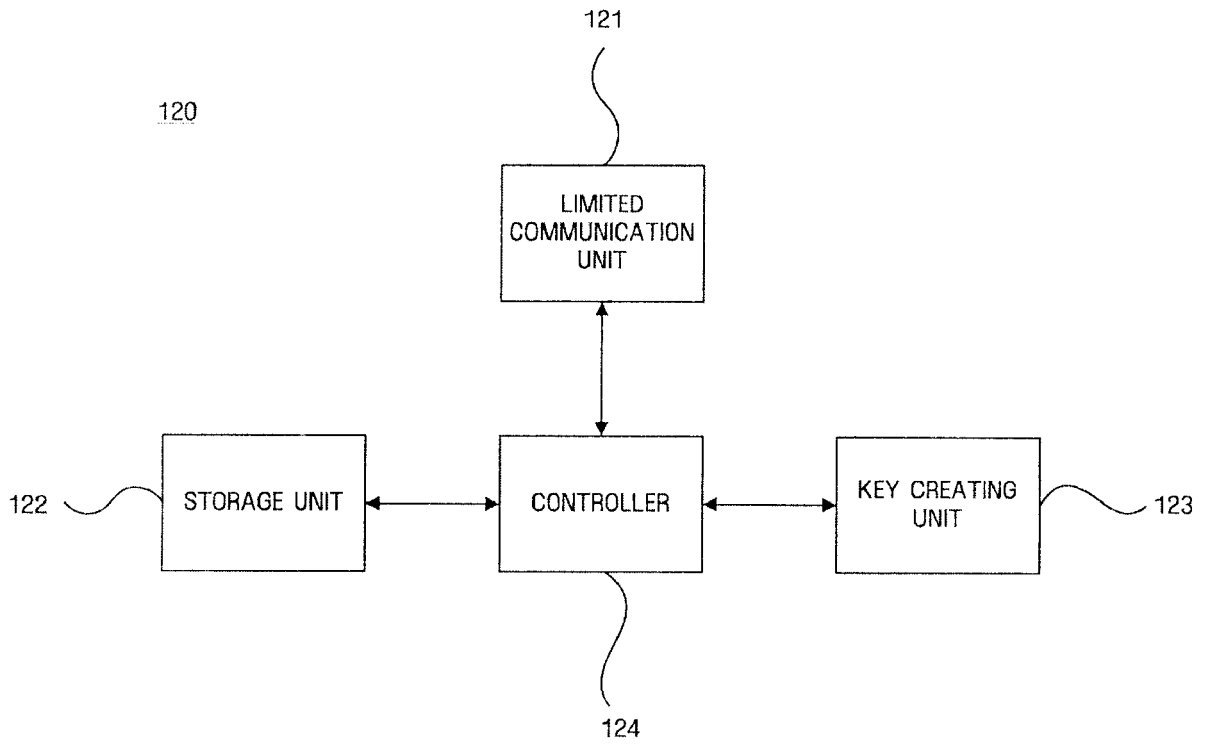 121
120
LIMITED
COMMUNICATION
UNIT
122
STORAGE UNIT
CONTROLLER
KEY CREATING
UNIT
123
124